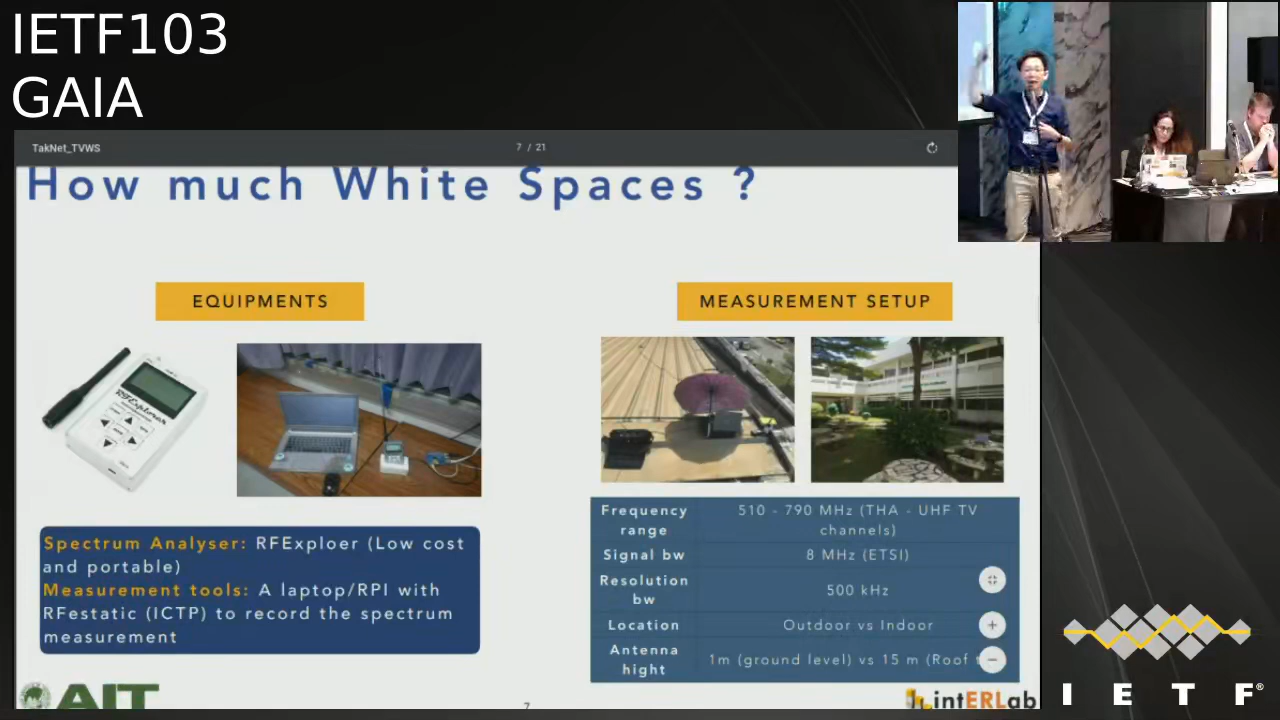 IETF103
GAIA
TakNet_TVWS
7 / 21
How much White Spaces ?
EQUIPMENTS
MEASUREMENT SETUP
RFExplorer
Spectrum Analyser: RFExploer (Low cost
and portable)
Measurement tools: A laptop/RPI with
RFestatic (ICTP) to record the spectrum
measurement
Frequency
range
510 - 790 MHz (THA - UHF TV
channels)
Signal bw
8 MHz (ETSI)
Resolution
bw
500 kHz
Location
Outdoor vs Indoor
Antenna
hight
1m (ground level) vs 15 m (Roof
AIT
7
intERLab
I E T F®